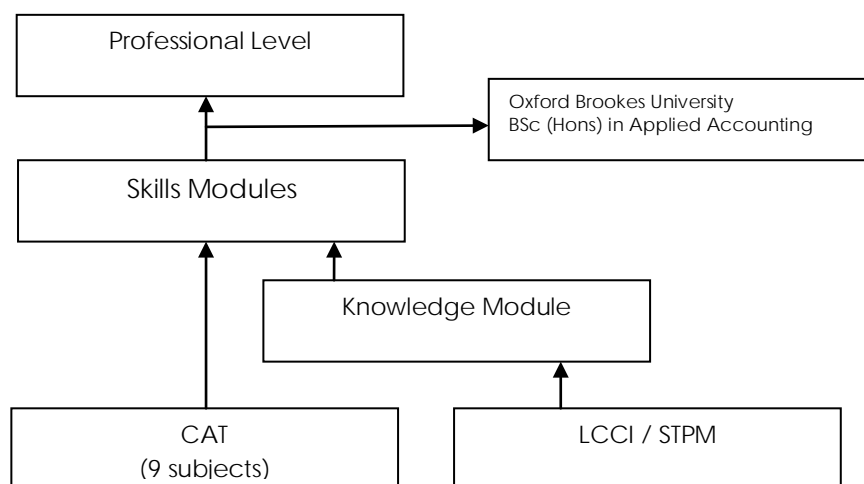 Professional Level
Oxford Brookes University
BSc (Hons) in Applied Accounting
Skills Modules
Knowledge Module
CAT
(9 subjects)
LCCI / STPM